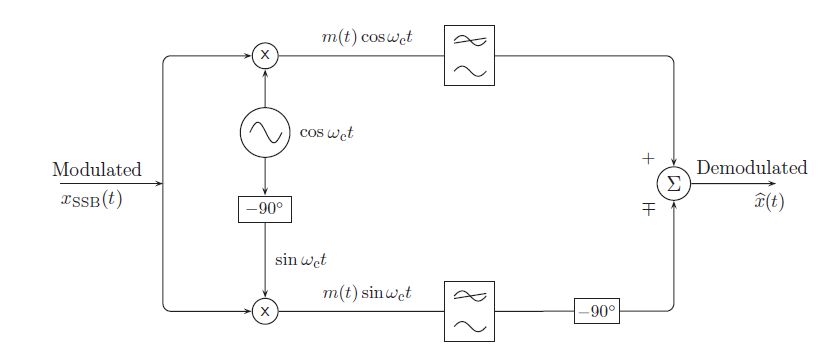 m(t) cos ω_c t
x
cos ω_c t
Modulated
x_SSB(t)
−90°
sin ω_c t
+
Σ
∓
Demodulated
x̂(t)
m(t) sin ω_c t
x
−90°